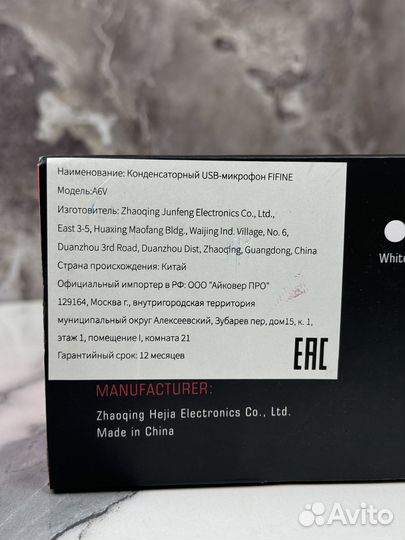 Наименование: Конденсаторный USB-микрофон FIFINE
Модель:A6V
Изготовитель: Zhaoqing Junfeng Electronics Co., Ltd.,
East 3-5, Huaxing Maofang Bldg., Waijing Ind. Village, No. 6,
Duanzhou 3rd Road, Duanzhou Dist, Zhaoqing, Guangdong, China
Страна происхождения: Китай
Официальный импортер в РФ: ООО "Айковер ПРО"
129164, Москва г., внутригородская территория
муниципальный округ Алексеевский, Зубарев пер, дом15, к. 1,
этаж 1, помещение I, комната 21
Гарантийный срок: 12 месяцев
EAC
White
MANUFACTURER:
Zhaoqing Hejia Electronics Co., Ltd.
Made in China
Avito